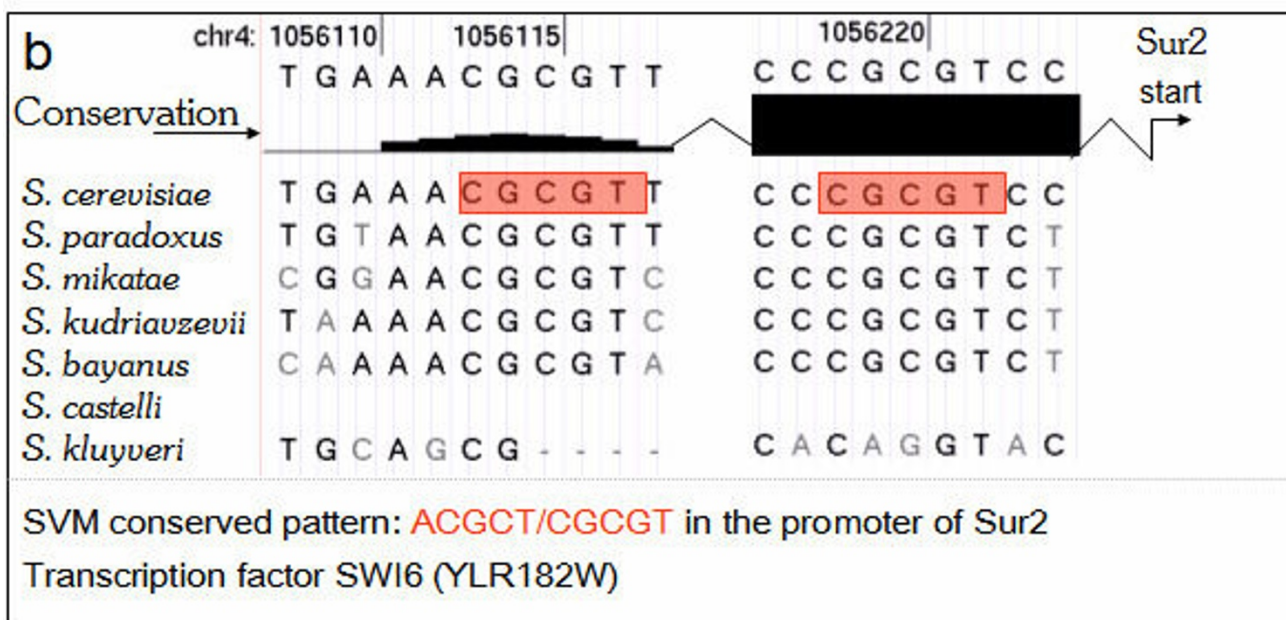 b chr4: 1056110| 1056115| 1056220| Sur2
T G A A A C G C G T T C C C G C G T C C start
Conservation
S. cerevisiae T G A A A C G C G T T C C C G C G T C C
S. paradoxus T G T A A C G C G T T C C C G C G T C T
S. mikatae C G G A A C G C G T C C C C G C G T C T
S. kudriavzevii T A A A A C G C G T C C C C G C G T C T
S. bayanus C A A A A C G C G T A C C C G C G T C T
S. castelli
S. kluyveri T G C A G C G - - - - C A C A G G T A C
SVM conserved pattern: ACGCT/CGCGT in the promoter of Sur2
Transcription factor SWI6 (YLR182W)